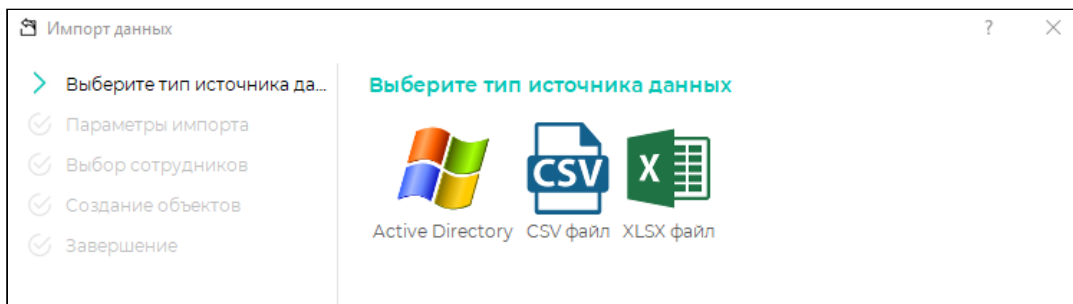 Импорт данных
?
Выберите тип источника да...
Параметры импорта
Выбор сотрудников
Создание объектов
Завершение
Выберите тип источника данных
CSV
X
Active Directory CSV файл XLSX файл